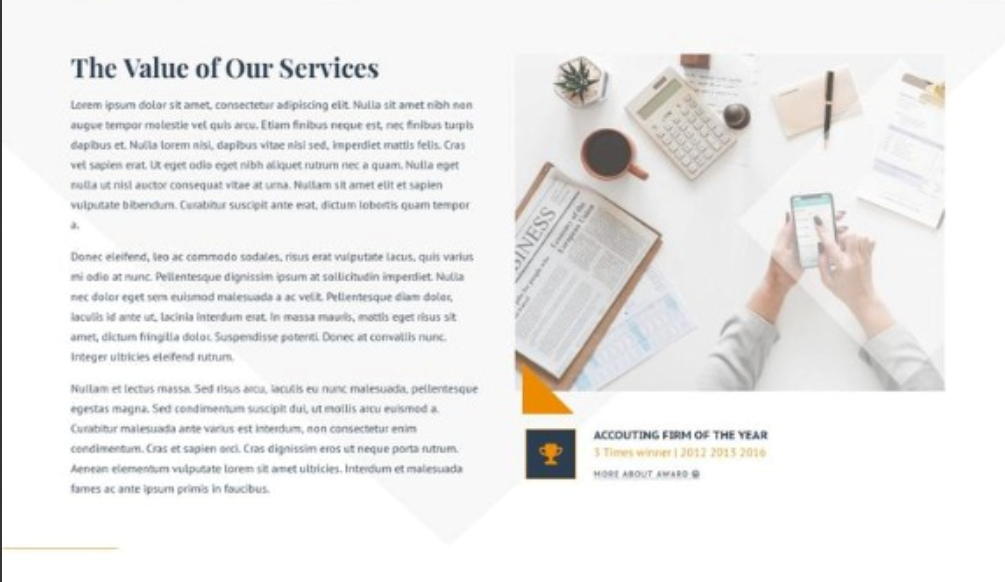 The Value of Our Services
Lorem ipsum dolor sit amet, consectetur adipiscing elit. Nulla sit amet nibh non
augue tempor molestie vel quis arcu. Etiam finibus neque est, nec finibus turpis
dapibus et. Nulla lorem nisi, dapibus vitae nisi sed, imperdiet mattis felis. Cras
vel sapien erat. Ut eget odio eget nibh aliquet rutrum nec a quam. Nulla eget
nulla ut nisl auctor consequat vitae at urna. Nullam sit amet elit et sapien
vulputate bibendum. Curabitur suscipit ante erat, dictum lobortis quam tempor
a.
Donec eleifend, leo ac commodo sodales, risus erat vulputate lacus, quis varius
mi odio at nunc. Pellentesque dignissim ipsum at sollicitudin imperdiet. Nulla
nec dolor eget sem euismod malesuada a ac velit. Pellentesque diam dolor,
iaculis id ante ut, lacinia interdum erat. In massa mauris, mattis eget risus sit
amet, dictum fringilla dolor. Suspendisse potenti. Donec at convallis nunc.
Integer ultricies eleifend rutrum.
Nullam et lectus massa. Sed risus arcu, iaculis eu nunc malesuada, pellentesque
egestas magna. Sed condimentum suscipit dui, ut mollis arcu euismod a.
Curabitur malesuada ante varius est interdum, non consectetur enim
condimentum. Cras et sapien orci. Cras dignissim eros ut neque porta rutrum.
Aenean elementum vulputate lorem sit amet ultricies. Interdum et malesuada
fames ac ante ipsum primis in faucibus.
BUSINESS
Economy of the
European Union
ACCOUTING FIRM OF THE YEAR
3 Times winner | 2012 2013 2016
MORE ABOUT AWARD